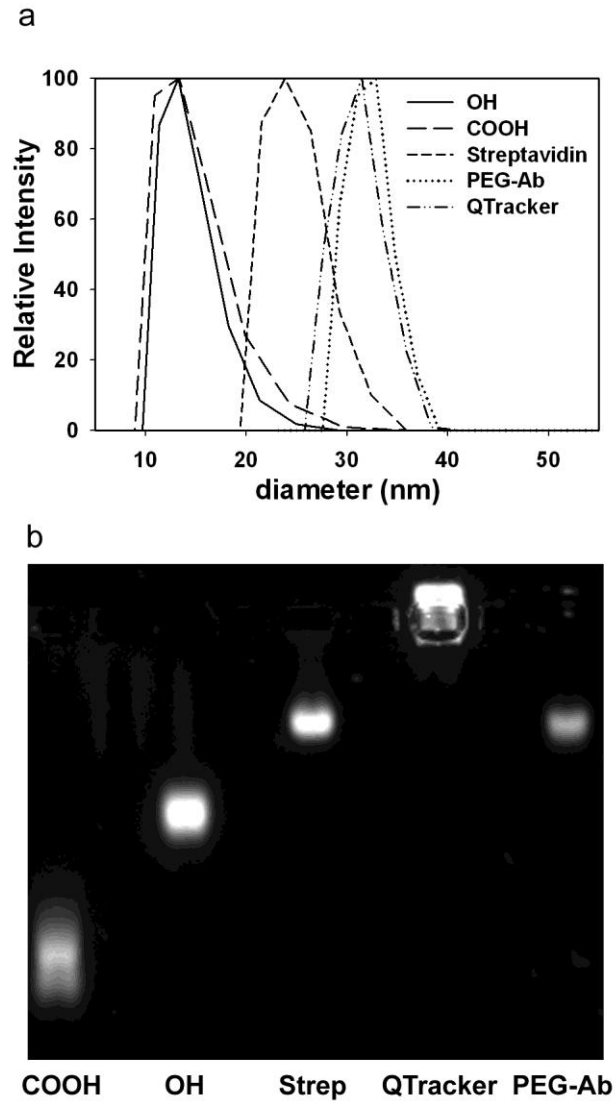 a
100
80
60
40
20
0
Relative Intensity
OH
COOH
Streptavidin
PEG-Ab
QTracker
10 20 30 40 50
diameter (nm)
b
COOH OH Strep QTracker PEG-Ab